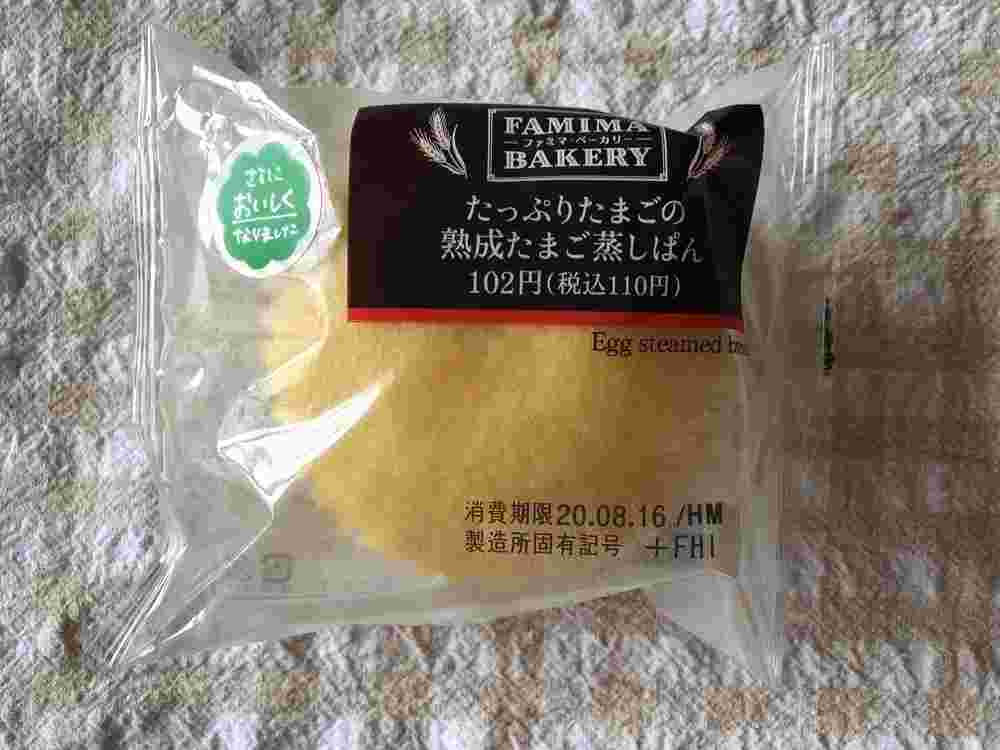 さらに
おいしく
なりました
FAMIMA
ファミマ・ベーカリー
BAKERY
たっぷりたまごの
熟成たまご蒸しぱん
102円(税込110円)
Egg steamed
消費期限 20.08.16 /HM
製造所固有記号 +FH1